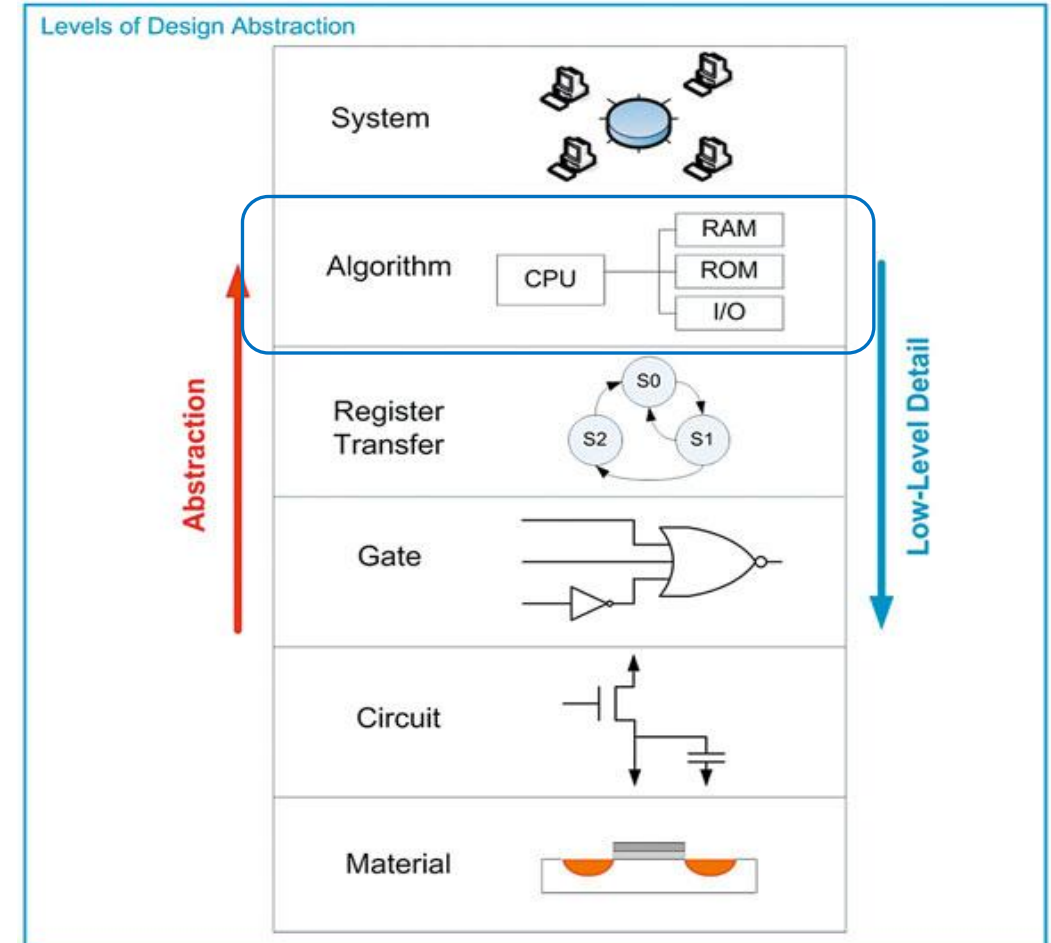 Levels of Design Abstraction
System
Algorithm
CPU
RAM
ROM
I/O
Register
Transfer
S0
S2
S1
Gate
Circuit
Material
Abstraction
Low-Level Detail